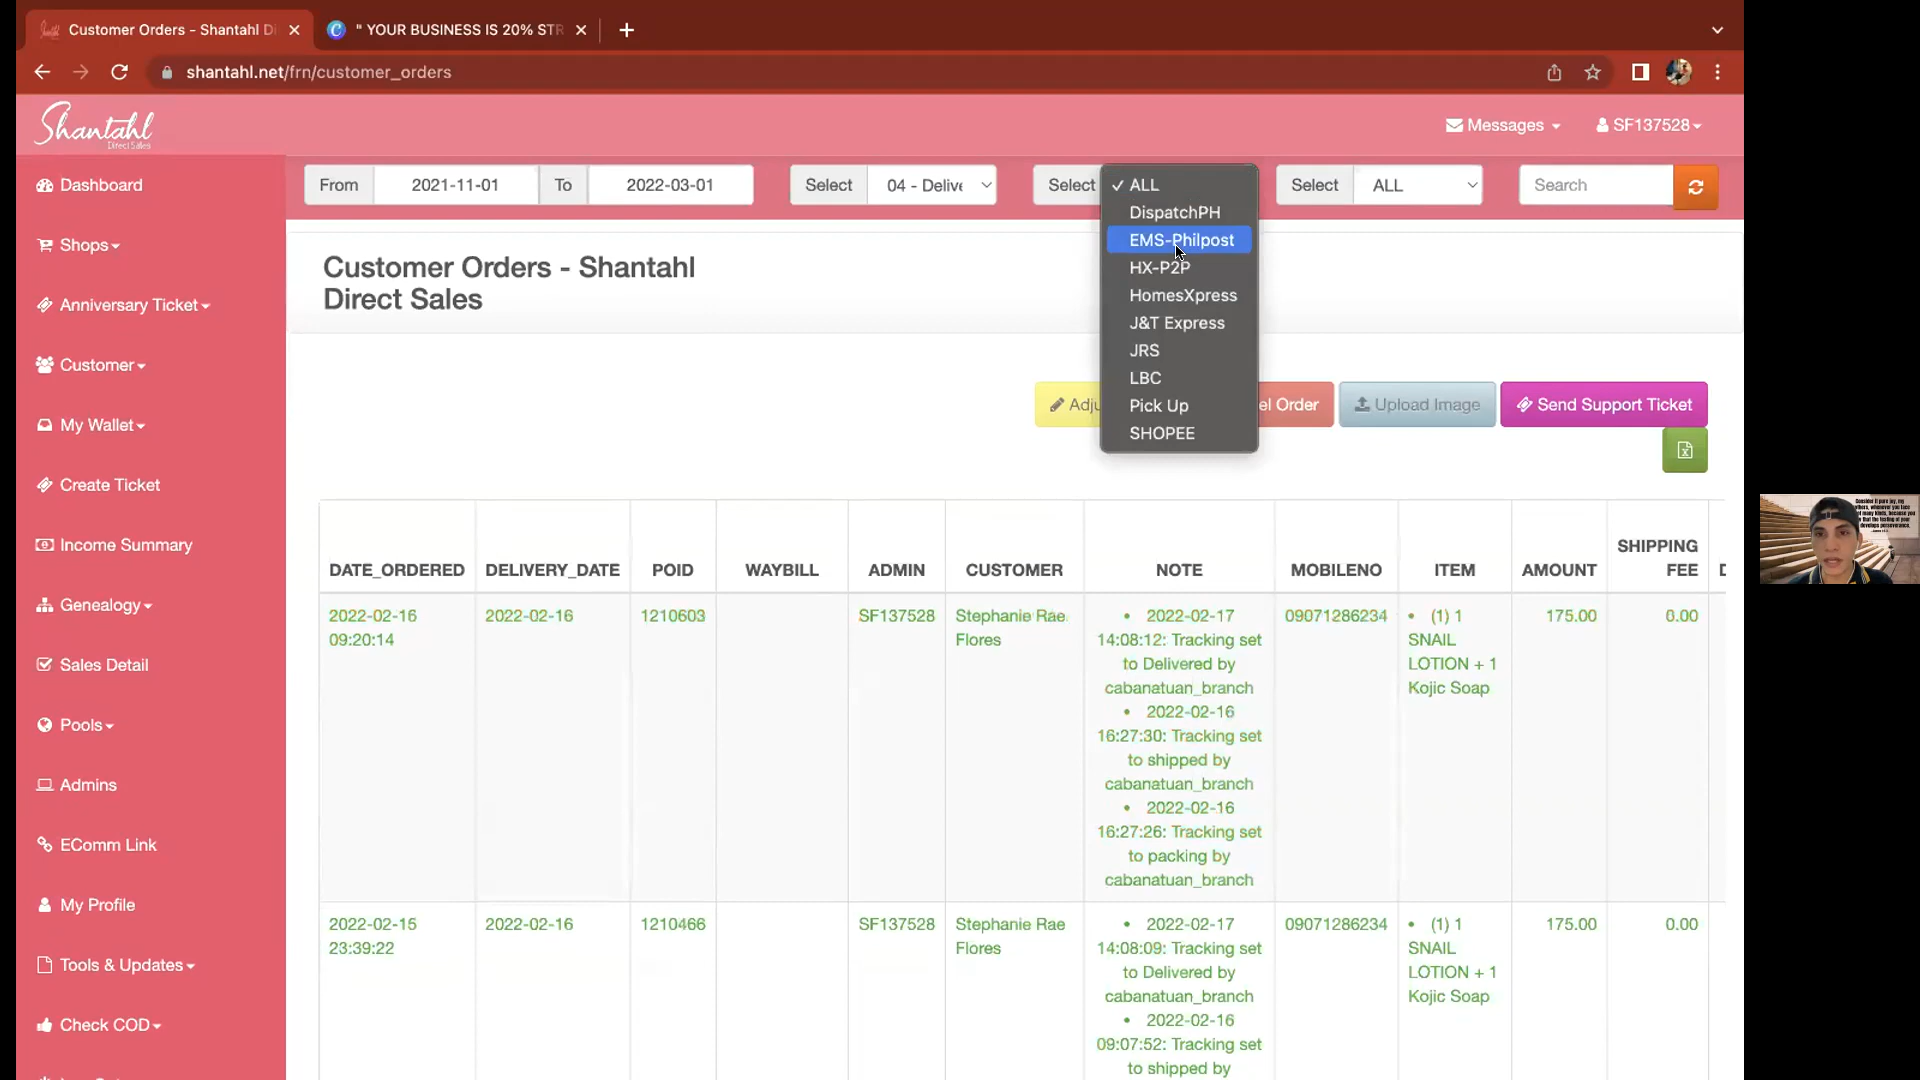 Customer Orders - Shantahl Di
" YOUR BUSINESS IS 20% STR
shantahl.net/frn/customer_orders
Shantahl
Direct Sales
Messages
SF137528
Dashboard
Shops
Anniversary Ticket
Customer
My Wallet
Create Ticket
Income Summary
Genealogy
Sales Detail
Pools
Admins
EComm Link
My Profile
Tools & Updates
Check COD
From 2021-11-01 To 2022-03-01
Select 04 - Delive
Select
✓ ALL
DispatchPH
EMS-Philpost
HX-P2P
HomesXpress
J&T Express
JRS
LBC
Pick Up
SHOPEE
Select ALL
Search
Customer Orders - Shantahl
Direct Sales
Adju
el Order
Upload Image
Send Support Ticket
DATE_ORDERED DELIVERY_DATE POID WAYBILL ADMIN CUSTOMER NOTE MOBILENO ITEM AMOUNT SHIPPING
FEE
2022-02-16 2022-02-16 1210603 SF137528 Stephanie Rae • 2022-02-17 09071286234 • (1) 1 175.00 0.00
09:20:14 Flores 14:08:12: Tracking set SNAIL
to Delivered by LOTION + 1
cabanatuan_branch Kojic Soap
• 2022-02-16
16:27:30: Tracking set
to shipped by
cabanatuan_branch
• 2022-02-16
16:27:26: Tracking set
to packing by
cabanatuan_branch
2022-02-15 2022-02-16 1210466 SF137528 Stephanie Rae • 2022-02-17 09071286234 • (1) 1 175.00 0.00
23:39:22 Flores 14:08:09: Tracking set SNAIL
to Delivered by LOTION + 1
cabanatuan_branch Kojic Soap
• 2022-02-16
09:07:52: Tracking set
to shipped by